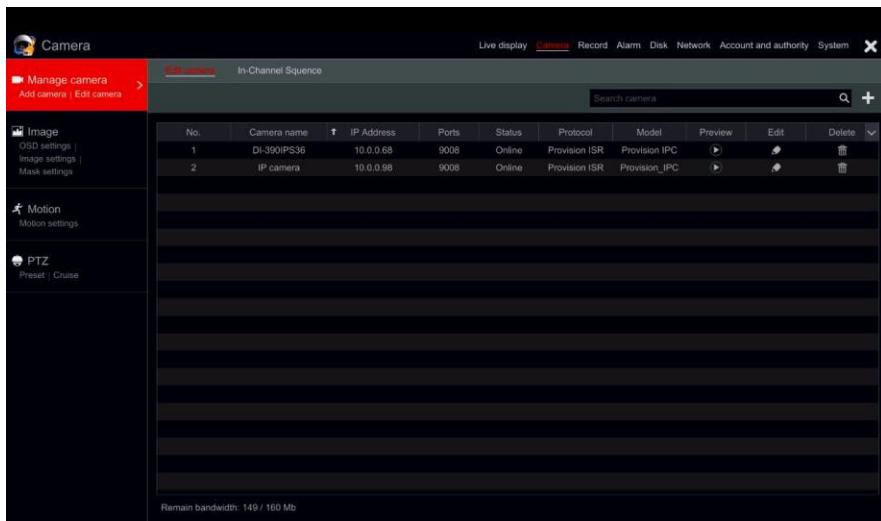 Camera
Live display Camera Record Alarm Disk Network Account and authority System
Manage camera
Add camera | Edit camera
Edit camera In-Channel Squence
Search camera
Image
OSD settings |
Image settings |
Mask settings
Motion
Motion settings
PTZ
Preset | Cruise
No. Camera name IP Address Ports Status Protocol Model Preview Edit Delete
1 DI-390IPS36 10.0.0.68 9008 Online Provision ISR Provision IPC
2 IP camera 10.0.0.98 9008 Online Provision ISR Provision_IPC
Remain bandwidth: 149 / 160 Mb